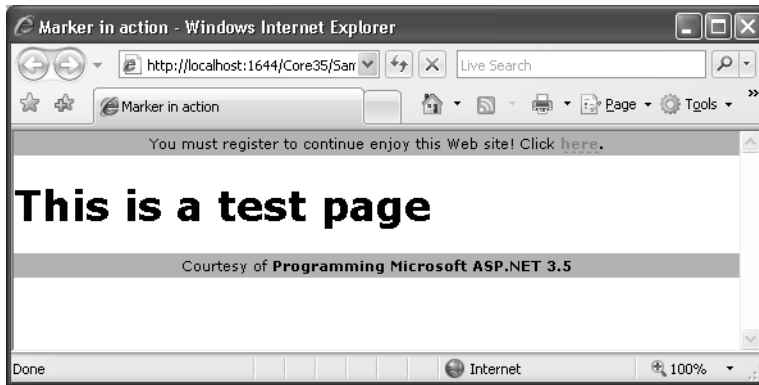 Marker in action - Windows Internet Explorer
http://localhost:1644/Core35/Sam
Live Search
Marker in action
Page
Tools
You must register to continue enjoy this Web site! Click here.
This is a test page
Courtesy of Programming Microsoft ASP.NET 3.5
Done
Internet
100%